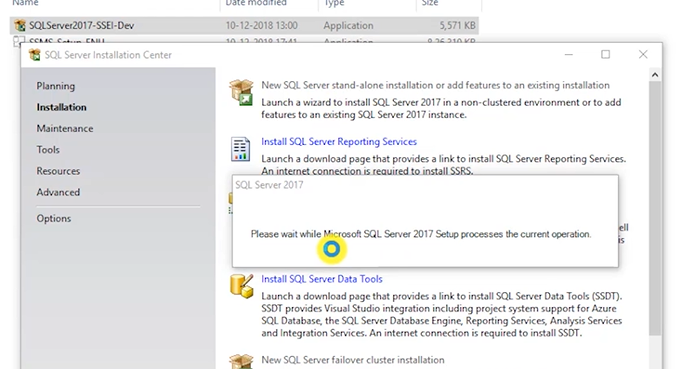 Name Date modified Type Size
SQLServer2017-SSEI-Dev 10-12-2018 13:00 Application 5,571 KB
SSMS-Setup-ENU 10-12-2018 17:41 Application
SQL Server Installation Center
Planning
Installation
Maintenance
Tools
Resources
Advanced
Options
New SQL Server stand-alone installation or add features to an existing installation
Launch a wizard to install SQL Server 2017 in a non-clustered environment or to add
features to an existing SQL Server 2017 instance.
Install SQL Server Reporting Services
Launch a download page that provides a link to install SQL Server Reporting Services.
An internet connection is required to install SSRS.
SQL Server 2017
Please wait while Microsoft SQL Server 2017 Setup processes the current operation.
ell
is
Install SQL Server Data Tools
Launch a download page that provides a link to install SQL Server Data Tools (SSDT).
SSDT provides Visual Studio integration including project system support for Azure
SQL Database, the SQL Server Database Engine, Reporting Services, Analysis Services
and Integration Services. An internet connection is required to install SSDT.
New SQL Server failover cluster installation